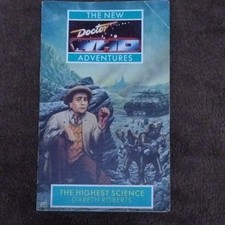 THE NEW
Doctor
WHO
ADVENTURES
THE HIGHEST SCIENCE
GARETH ROBERTS